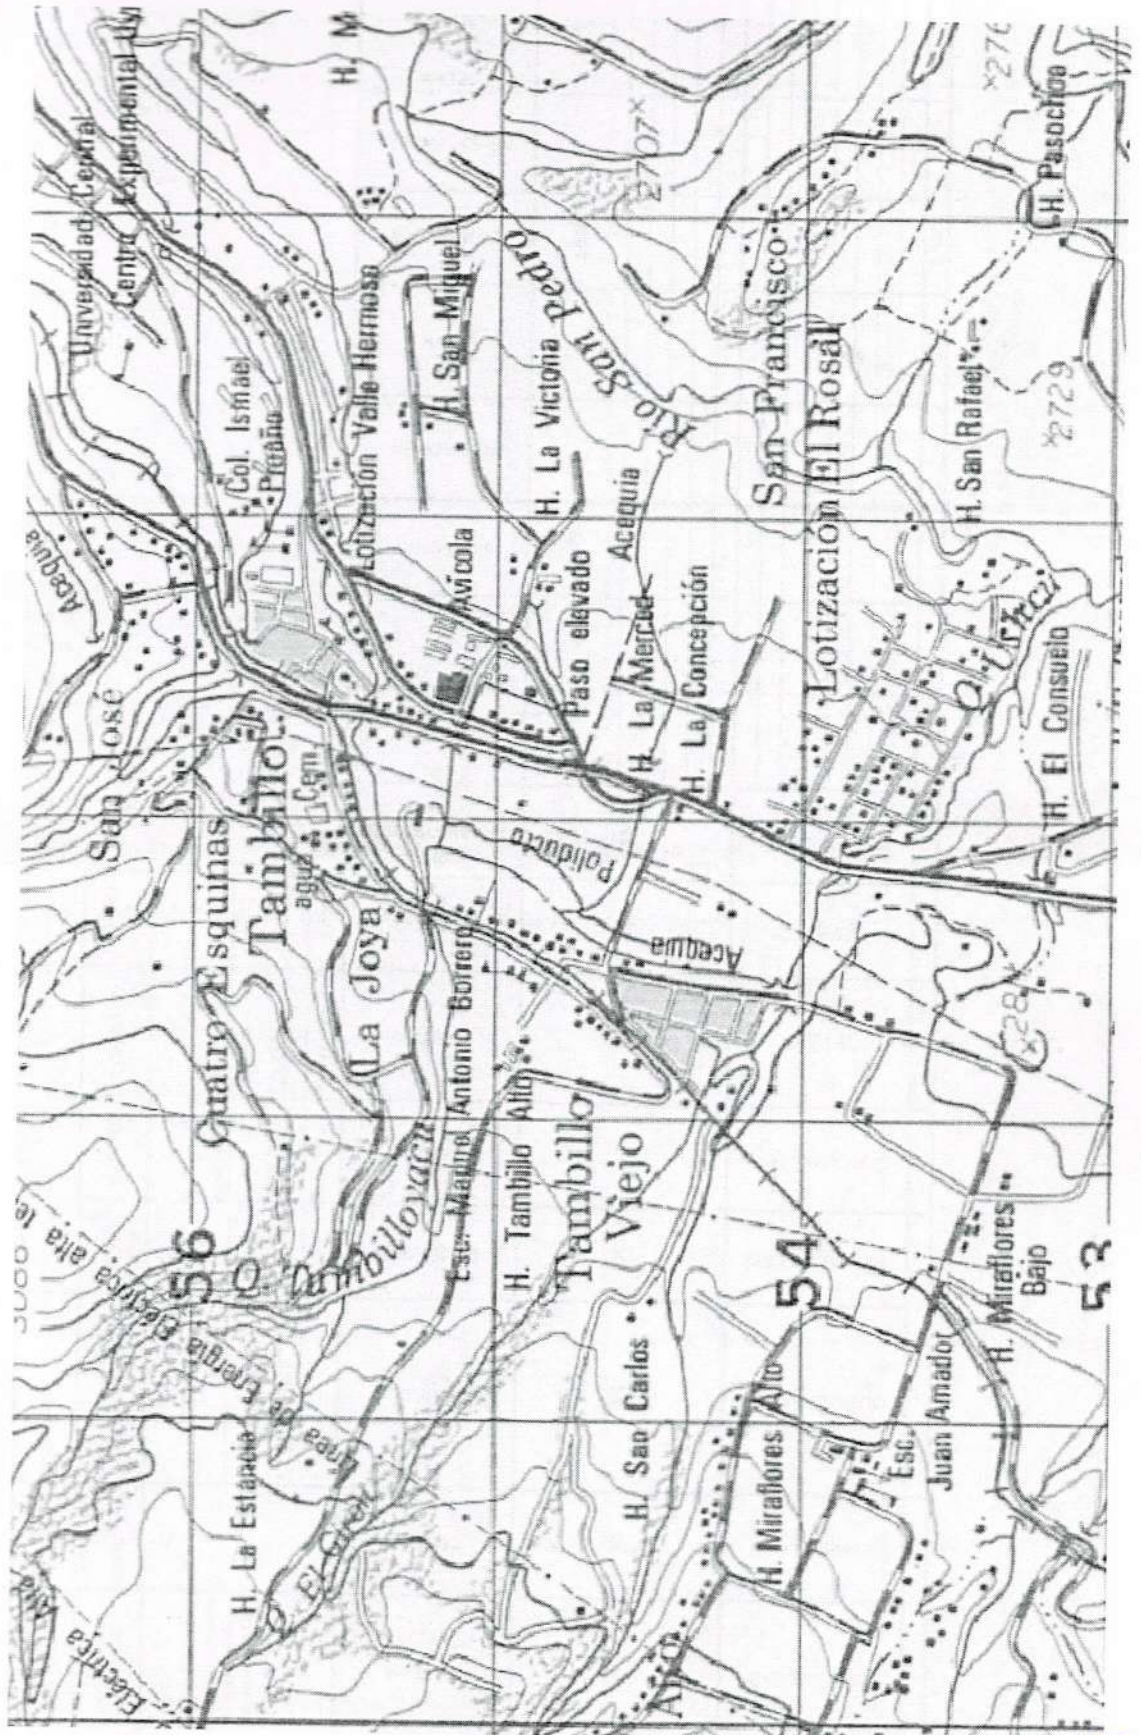 Universidad Central
Centro Experimental
H. M
Acequia
Col. Ismael
Proaño
Lotización Valle Hermoso
H. San Miguel
Río San Pedro
2707
H. Pasochoa
San José
Avícola
H. La Victoria
Paso elevado
Acequia
San Francisco
Lotización El Rosal
H. San Rafael
2729
Cuatro Esquinas
Tambillo
Cem.
agua
H. La Merced
H. La Concepción
Poliducto
H. El Consuelo
La Joya
Acequia
Esc. Manuel Antonio Borrero
H. Tambillo Alto
Tambillo
Viejo
Q. Tambilloyacu
56
54
53
H. Miraflores
Bajo
Línea de Energía Eléctrica alta te
H. La Estancia
Q. El Carok
H. San Carlos
H. Miraflores Alto
Esc.
Juan Amador
Eléctrica